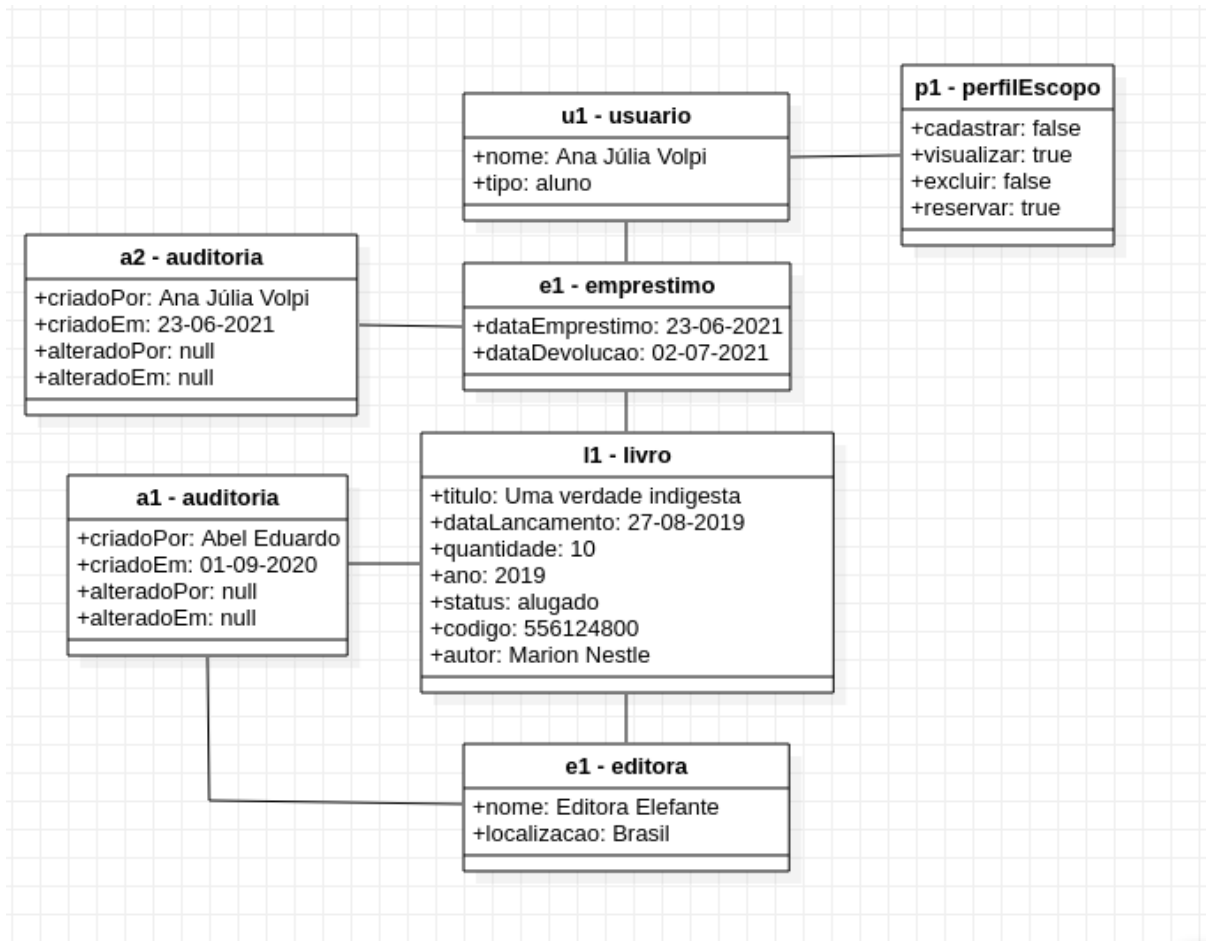 p1 - perfilEscopo
+cadastrar: false
+visualizar: true
+excluir: false
+reservar: true
u1 - usuario
+nome: Ana Júlia Volpi
+tipo: aluno
a2 - auditoria
+criadoPor: Ana Júlia Volpi
+criadoEm: 23-06-2021
+alteradoPor: null
+alteradoEm: null
e1 - emprestimo
+dataEmprestimo: 23-06-2021
+dataDevolucao: 02-07-2021
l1 - livro
+titulo: Uma verdade indigesta
+dataLancamento: 27-08-2019
+quantidade: 10
+ano: 2019
+status: alugado
+codigo: 556124800
+autor: Marion Nestle
a1 - auditoria
+criadoPor: Abel Eduardo
+criadoEm: 01-09-2020
+alteradoPor: null
+alteradoEm: null
e1 - editora
+nome: Editora Elefante
+localizacao: Brasil